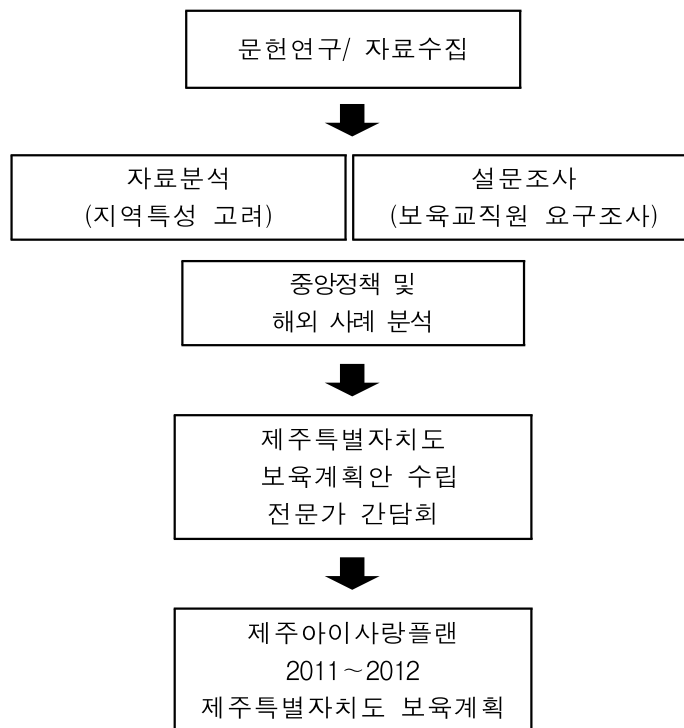 문헌연구/ 자료수집
자료분석
(지역특성 고려)
설문조사
(보육교직원 요구조사)
중앙정책 및
해외 사례 분석
제주특별자치도
보육계획안 수립
전문가 간담회
제주아이사랑플랜
2011～2012
제주특별자치도 보육계획